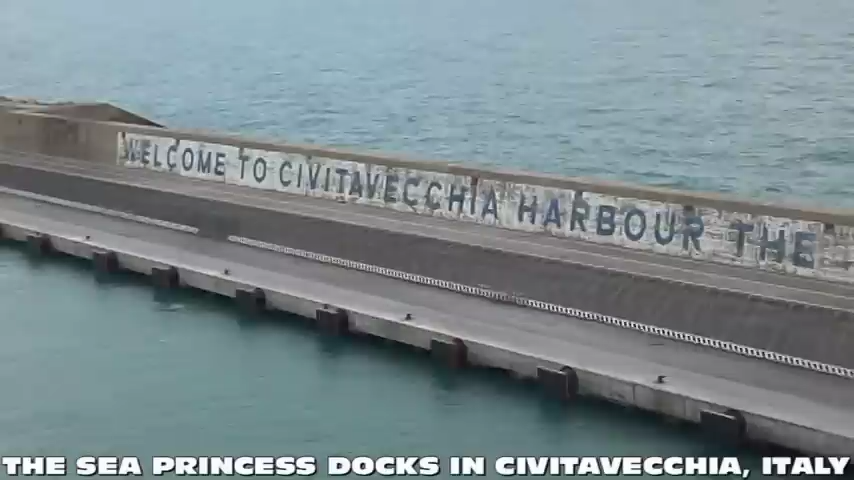 WELCOME TO CIVITAVECCHIA HARBOUR THE
THE SEA PRINCESS DOCKS IN CIVITAVECCHIA, ITALY